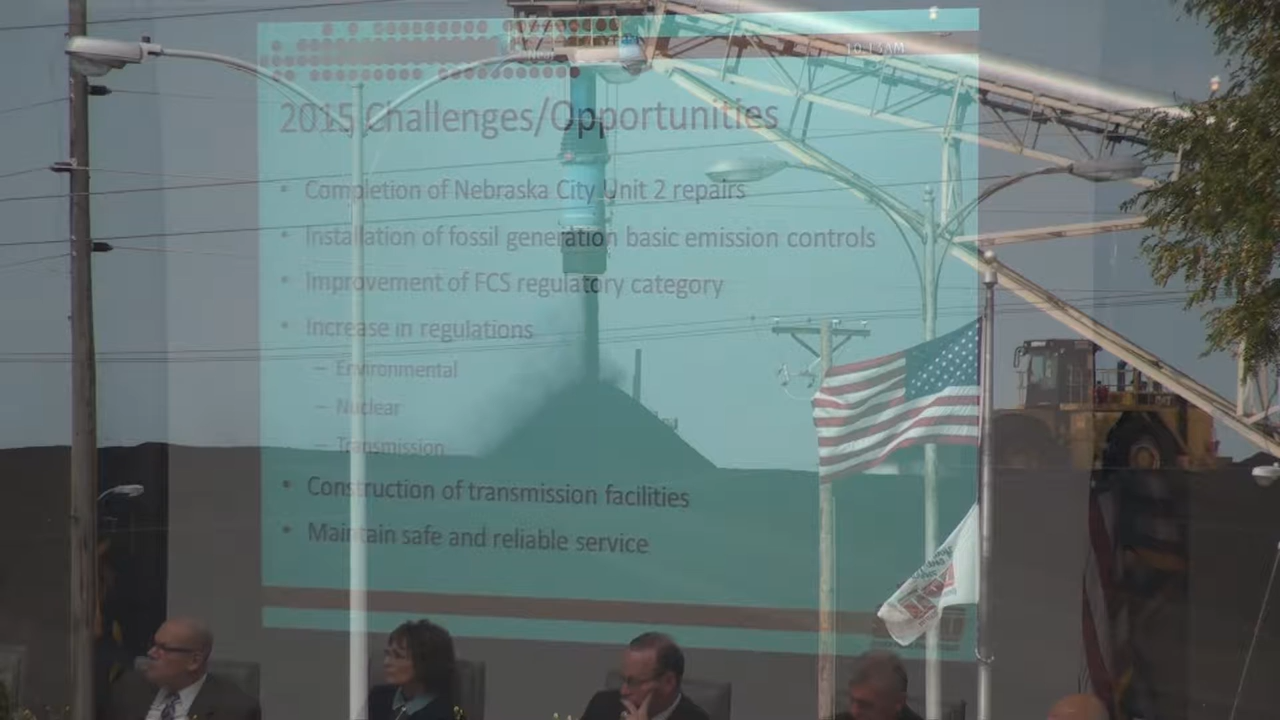 10:13AM
2015 Challenges/Opportunities
• Completion of Nebraska City Unit 2 repairs
• Installation of fossil generation basic emission controls
• Improvement of FCS regulatory category
• Increase in regulations
– Environmental
– Nuclear
– Transmission
• Construction of transmission facilities
• Maintain safe and reliable service